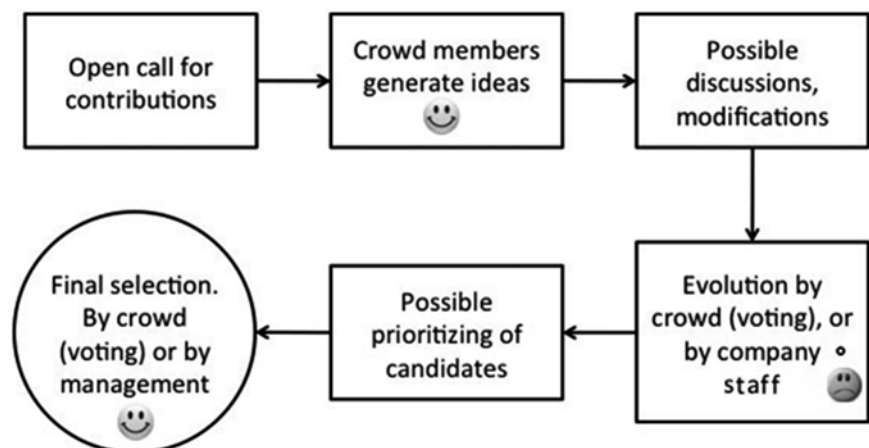 Open call for
contributions
Crowd members
generate ideas
Possible
discussions,
modifications
Evolution by
crowd (voting), or
by company
staff
Possible
prioritizing of
candidates
Final selection.
By crowd
(voting) or by
management